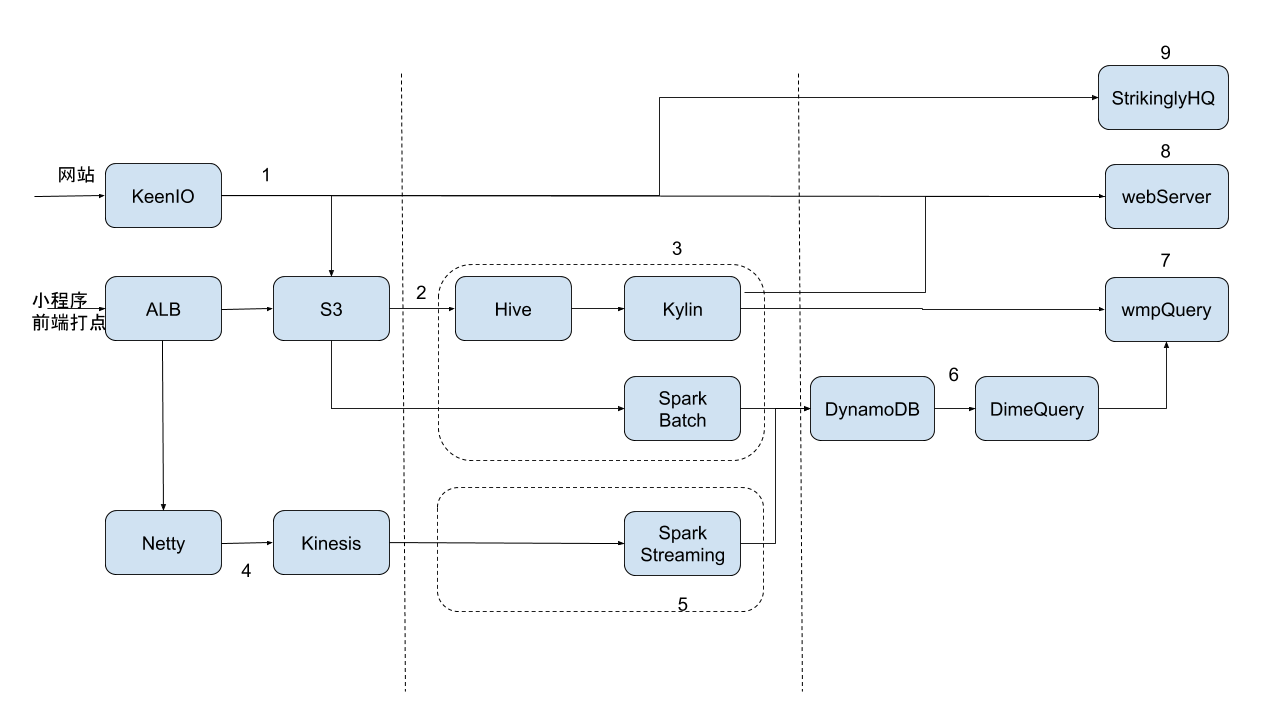 9
StrikinglyHQ
网站
KeenIO
1
8
webServer
3
7
小程序
前端打点
ALB
S3
2
Hive
Kylin
wmpQuery
Spark
Batch
DynamoDB
6
DimeQuery
Netty
4
Kinesis
Spark
Streaming
5